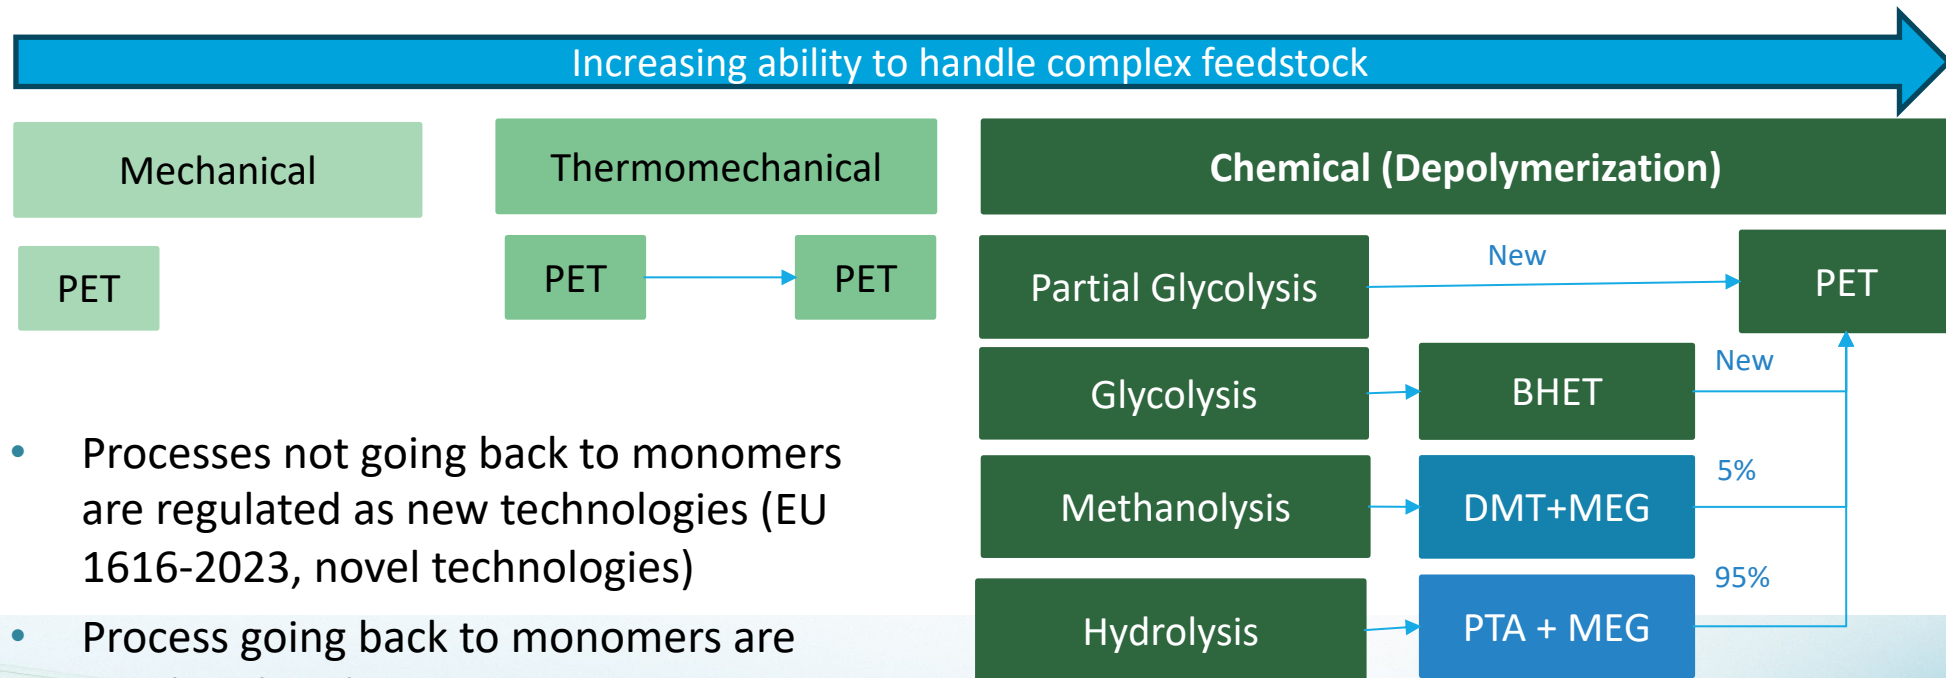 Increasing ability to handle complex feedstock
Mechanical
Thermomechanical
Chemical (Depolymerization)
PET
PET
PET
Partial Glycolysis
New
PET
Glycolysis
BHET
New
Methanolysis
DMT+MEG
5%
Hydrolysis
PTA + MEG
95%
• Processes not going back to monomers
are regulated as new technologies (EU
1616-2023, novel technologies)
• Process going back to monomers are